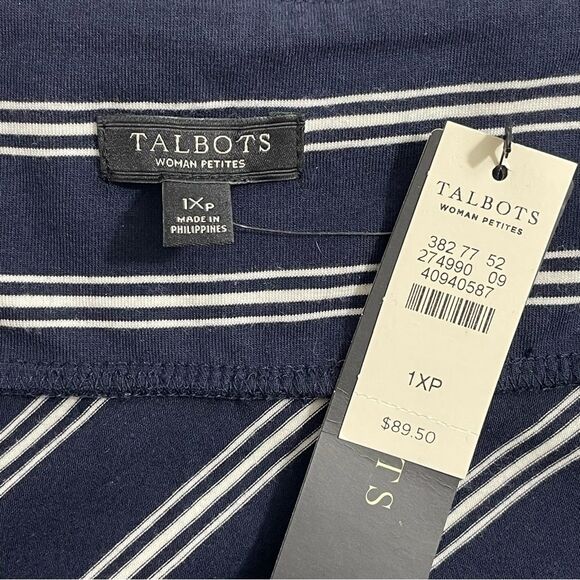 TALBOTS
WOMAN PETITES
1XP
MADE IN
PHILIPPINES
TALBOTS
WOMAN PETITES
382 77 52
274990 09
40940587
1XP
$89.50
TS